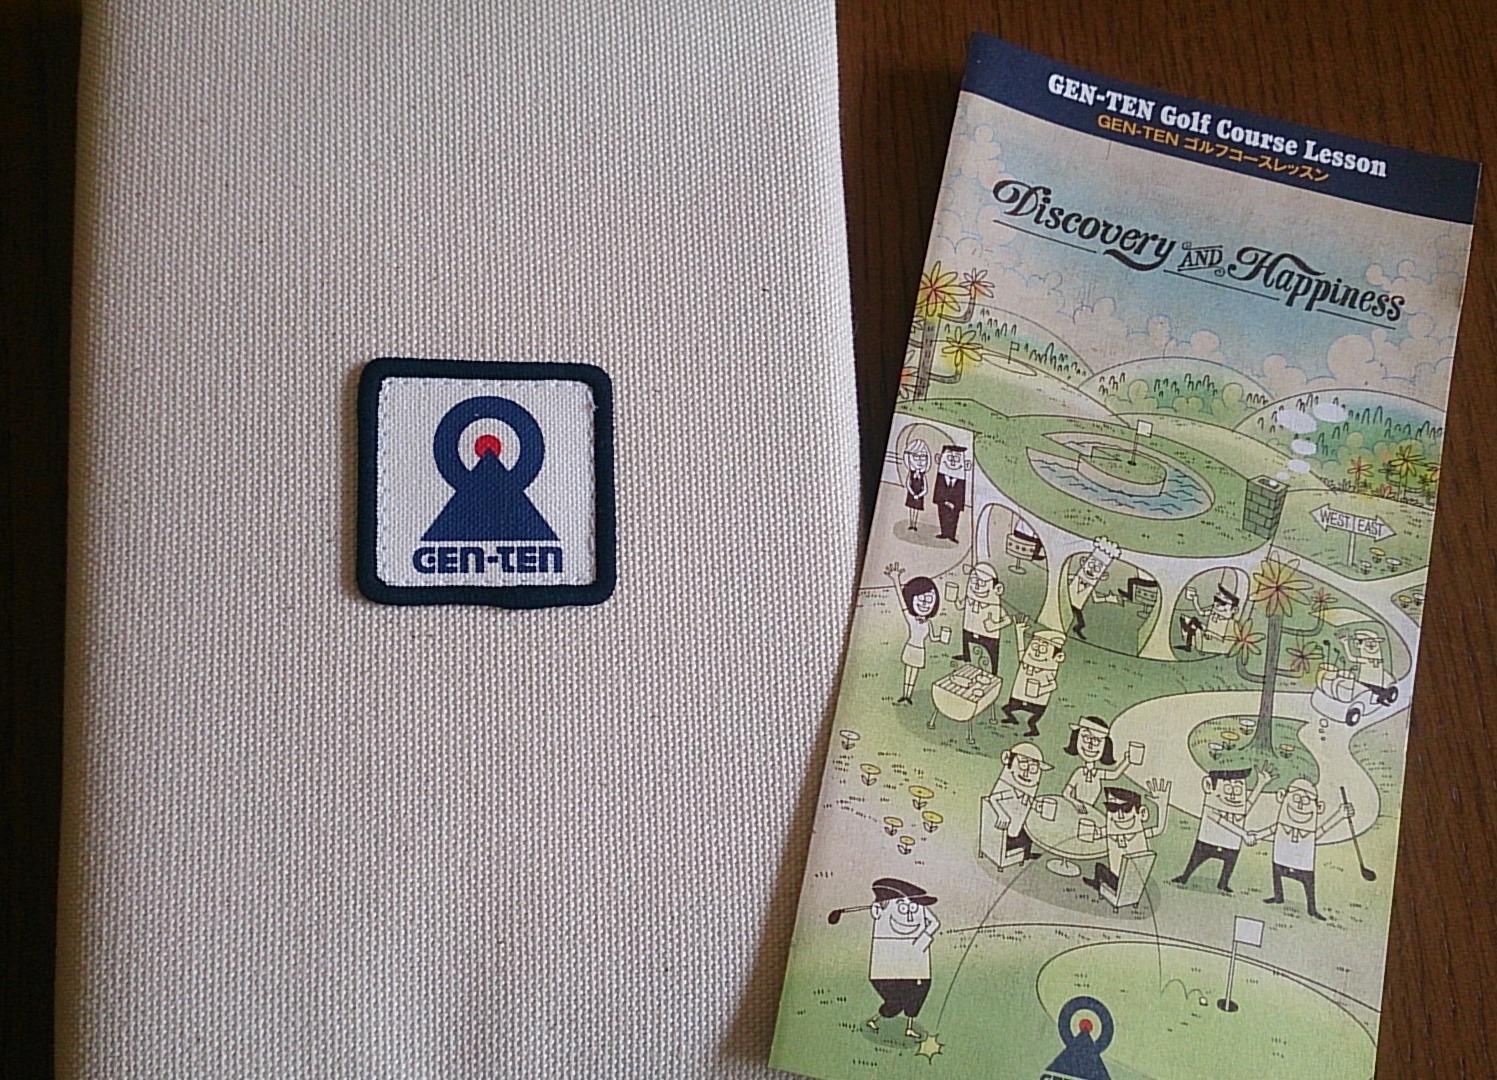 GEN-TEN
GEN-TEN Golf Course Lesson
GEN-TEN ゴルフコースレッスン
Discovery AND Happiness
WEST EAST